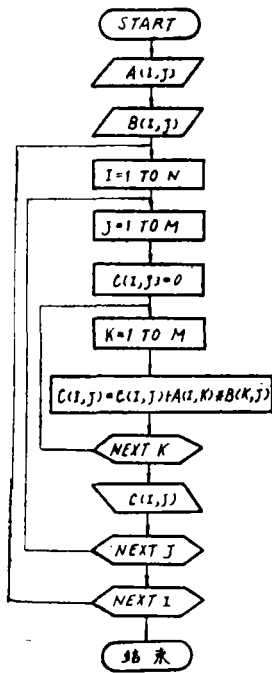 START
A(I,J)
B(I,J)
I=1 TO N
J=1 TO M
C(I,J)=0
K=1 TO M
C(I,J)=C(I,J)+A(I,K)*B(K,J)
NEXT K
C(I,J)
NEXT J
NEXT I
结束